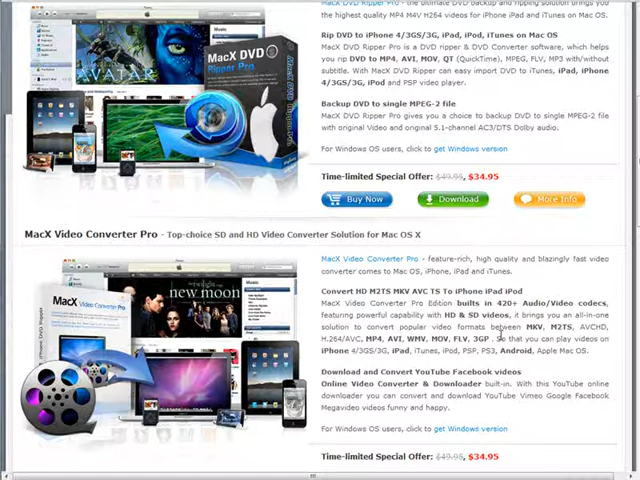 MacX DVD Ripper Pro - the ultimate DVD backup and ripping solution brings you
the highest quality MP4 M4V H264 videos for iPhone iPad and iTunes on Mac OS.
Rip DVD to iPhone 4/3GS/3G, iPad, iPod, iTunes on Mac OS
MacX DVD Ripper Pro is a DVD ripper & DVD Converter software, which helps
you rip DVD to MP4, AVI, MOV, QT (QuickTime), MPEG, FLV, MP3 with/without
subtitle. With MacX DVD Ripper can easy import DVD to iTunes, iPad, iPhone
4/3GS/3G, iPod and PSP video player.
Backup DVD to single MPEG-2 file
MacX DVD Ripper Pro gives you a choice to backup DVD to single MPEG-2 file
with original Video and original 5.1-channel AC3/DTS Dolby audio.
For Windows OS users, click to get Windows version
Time-limited Special Offer: $49.95, $34.95
Buy Now
Download
More Info
AVATAR
MacX DVD
Ripper Pro
MacX Video Converter Pro - Top-choice SD and HD Video Converter Solution for Mac OS X
MacX Video Converter Pro - feature-rich, high quality and blazingly fast video
converter comes to Mac OS, iPhone, iPad and iTunes.
Convert HD M2TS MKV AVC TS To iPhone iPad iPod
MacX Video Converter Pro Edition builts in 420+ Audio/Video codecs,
featuring powerful capability with HD & SD videos, it brings you an all-in-one
solution to convert popular video formats between MKV, M2TS, AVCHD,
H.264/AVC, MP4, AVI, WMV, MOV, FLV, 3GP . So that you can play videos on
iPhone 4/3GS/3G, iPad, iTunes, iPod, PSP, PS3, Android, Apple Mac OS.
Download and Convert YouTube Facebook videos
Online Video Converter & Downloader built-in. With this YouTube online
downloader you can convert and download YouTube Vimeo Google Facebook
Megavideo videos funny and happy.
For Windows OS users, click to get Windows version
Time-limited Special Offer: $49.95, $34.95
MacX
Video Converter Pro
new moon